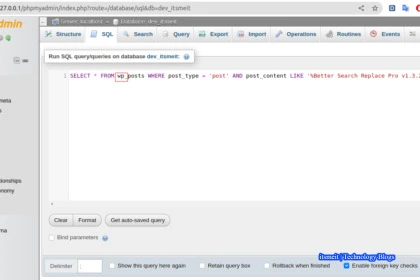 27.0.0.1/phpmyadmin/index.php?route=/database/sql&db=dev_itsmeit
admin
Server: localhost » Database: dev_itsmeit
Structure SQL Search Query Export Import Operations Routines Events
Run SQL query/queries on database dev_itsmeit:
1 SELECT * FROM wp_posts WHERE post_type = 'post' AND post_content LIKE '%Better Search Replace Pro v1.3.2
meta
ationships
onomy
Clear Format Get auto-saved query
Bind parameters
itsmeit 'Technology Blogs
Delimiter ; Show this query here again Retain query box Rollback when finished Enable foreign key checks